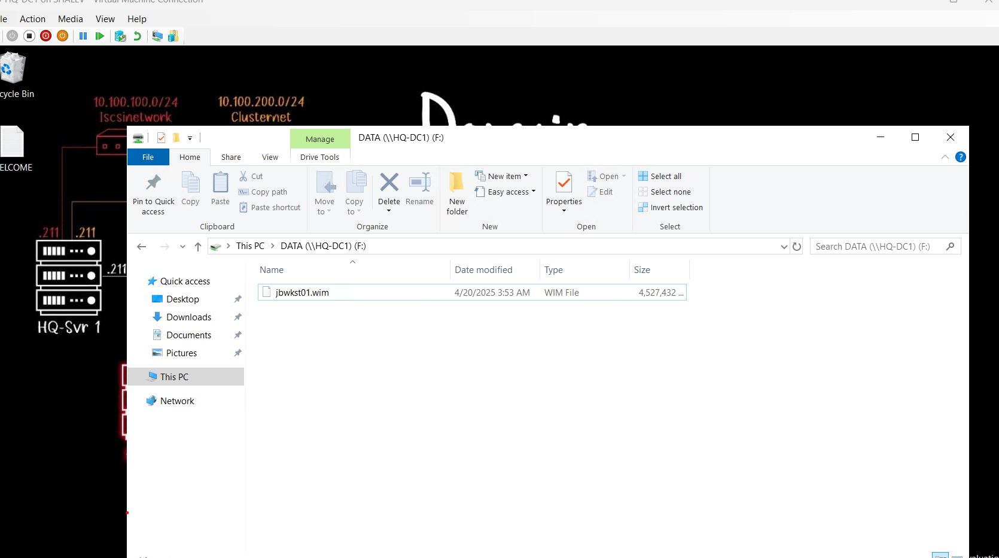 Virtual Machine Connection
Action Media View Help
cycle Bin
10.100.100.0/24
Iscsinetwork
10.100.200.0/24
Clusternet
ELCOME
Manage
DATA (\\HQ-DC1) (F:)
File Home Share View Drive Tools
Pin to Quick access
Copy
Paste
Cut
Copy path
Paste shortcut
Clipboard
Move to
Copy to
Delete
Rename
Organize
New folder
New item
Easy access
New
Properties
Open
Edit
Open
Select all
Select none
Invert selection
Select
.211 .211
.211
HQ-Svr 1
This PC > DATA (\\HQ-DC1) (F:)
Search DATA (\\HQ-DC1) (F:)
Name Date modified Type Size
jbwkst01.wim 4/20/2025 3:53 AM WIM File 4,527,432 ...
Quick access
Desktop
Downloads
Documents
Pictures
This PC
Network